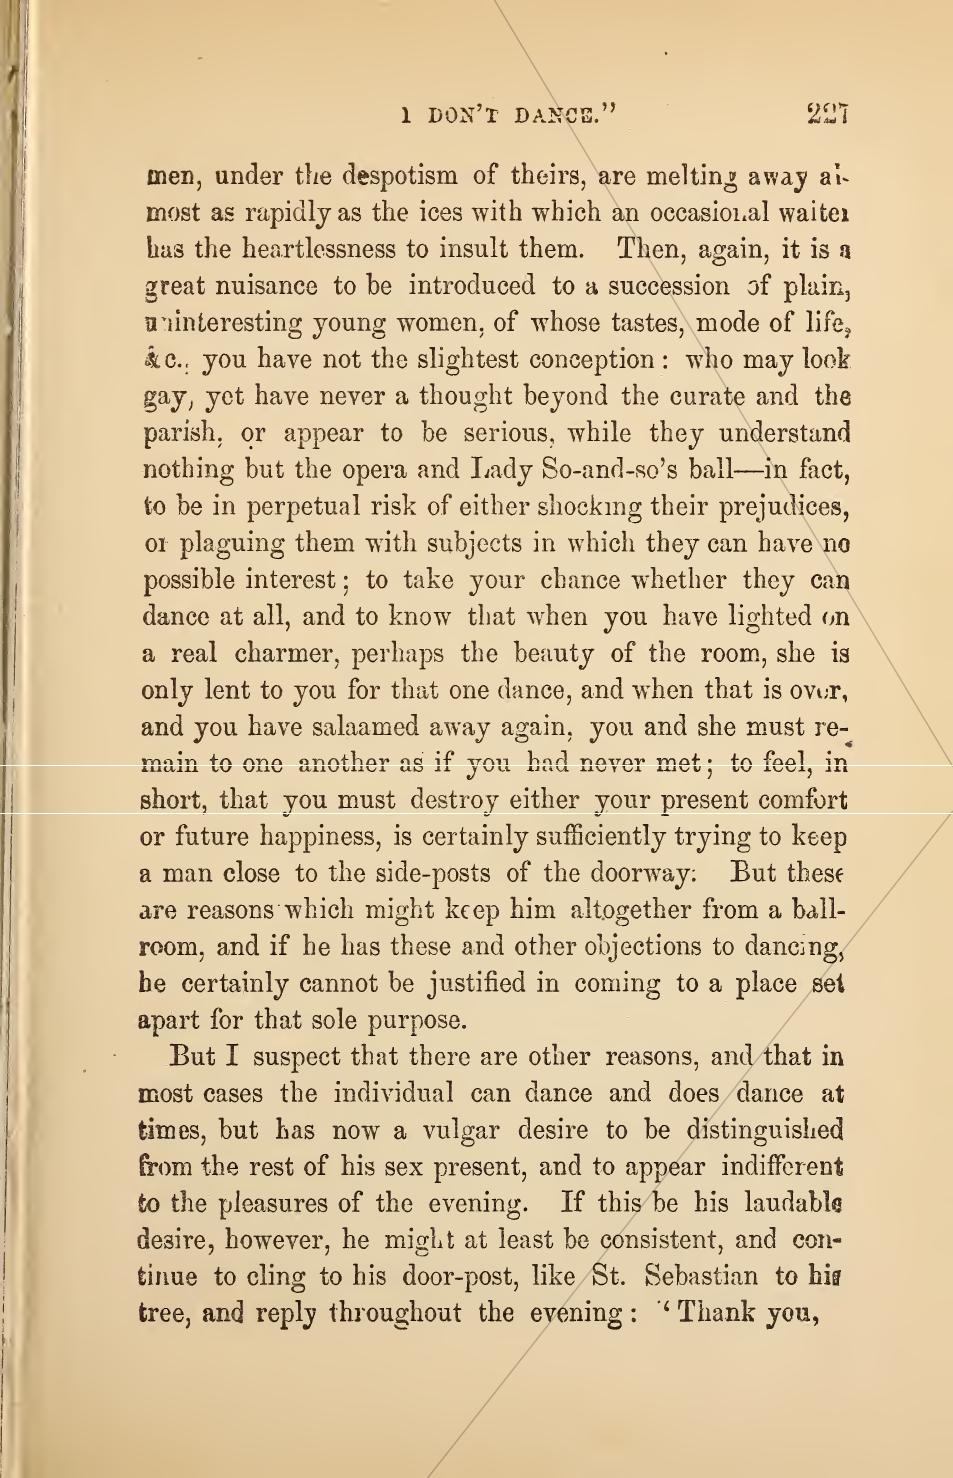 I DON'T DANCE." 227
men, under the despotism of theirs, are melting away al-
most as rapidly as the ices with which an occasional waiter
has the heartlessness to insult them. Then, again, it is a
great nuisance to be introduced to a succession of plain,
uninteresting young women, of whose tastes, mode of life,
&c., you have not the slightest conception: who may look
gay, yet have never a thought beyond the curate and the
parish, or appear to be serious, while they understand
nothing but the opera and Lady So-and-so's ball—in fact,
to be in perpetual risk of either shocking their prejudices,
or plaguing them with subjects in which they can have no
possible interest; to take your chance whether they can
dance at all, and to know that when you have lighted on
a real charmer, perhaps the beauty of the room, she is
only lent to you for that one dance, and when that is over,
and you have salaamed away again, you and she must re-
main to one another as if you had never met; to feel, in
short, that you must destroy either your present comfort
or future happiness, is certainly sufficiently trying to keep
a man close to the side-posts of the doorway. But these
are reasons which might keep him altogether from a ball-
room, and if he has these and other objections to dancing,
he certainly cannot be justified in coming to a place set
apart for that sole purpose.
But I suspect that there are other reasons, and that in
most cases the individual can dance and does dance at
times, but has now a vulgar desire to be distinguished
from the rest of his sex present, and to appear indifferent
to the pleasures of the evening. If this be his laudable
desire, however, he might at least be consistent, and con-
tinue to cling to his door-post, like St. Sebastian to his
tree, and reply throughout the evening: "Thank you,